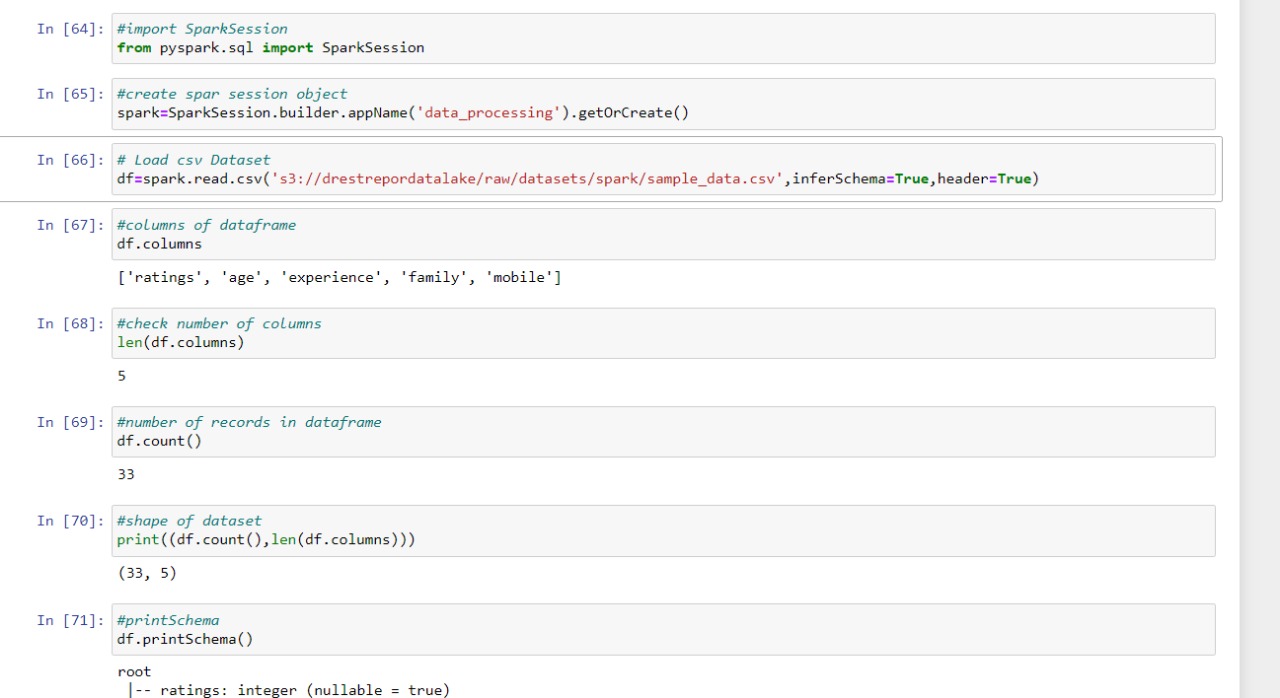 In [64]: #import SparkSession
from pyspark.sql import SparkSession
In [65]: #create spar session object
spark=SparkSession.builder.appName('data_processing').getOrCreate()
In [66]: # Load csv Dataset
df=spark.read.csv('s3://drestrepordatalake/raw/datasets/spark/sample_data.csv',inferSchema=True,header=True)
In [67]: #columns of dataframe
df.columns
['ratings', 'age', 'experience', 'family', 'mobile']
In [68]: #check number of columns
len(df.columns)
5
In [69]: #number of records in dataframe
df.count()
33
In [70]: #shape of dataset
print((df.count(),len(df.columns)))
(33, 5)
In [71]: #printSchema
df.printSchema()
root
|-- ratings: integer (nullable = true)